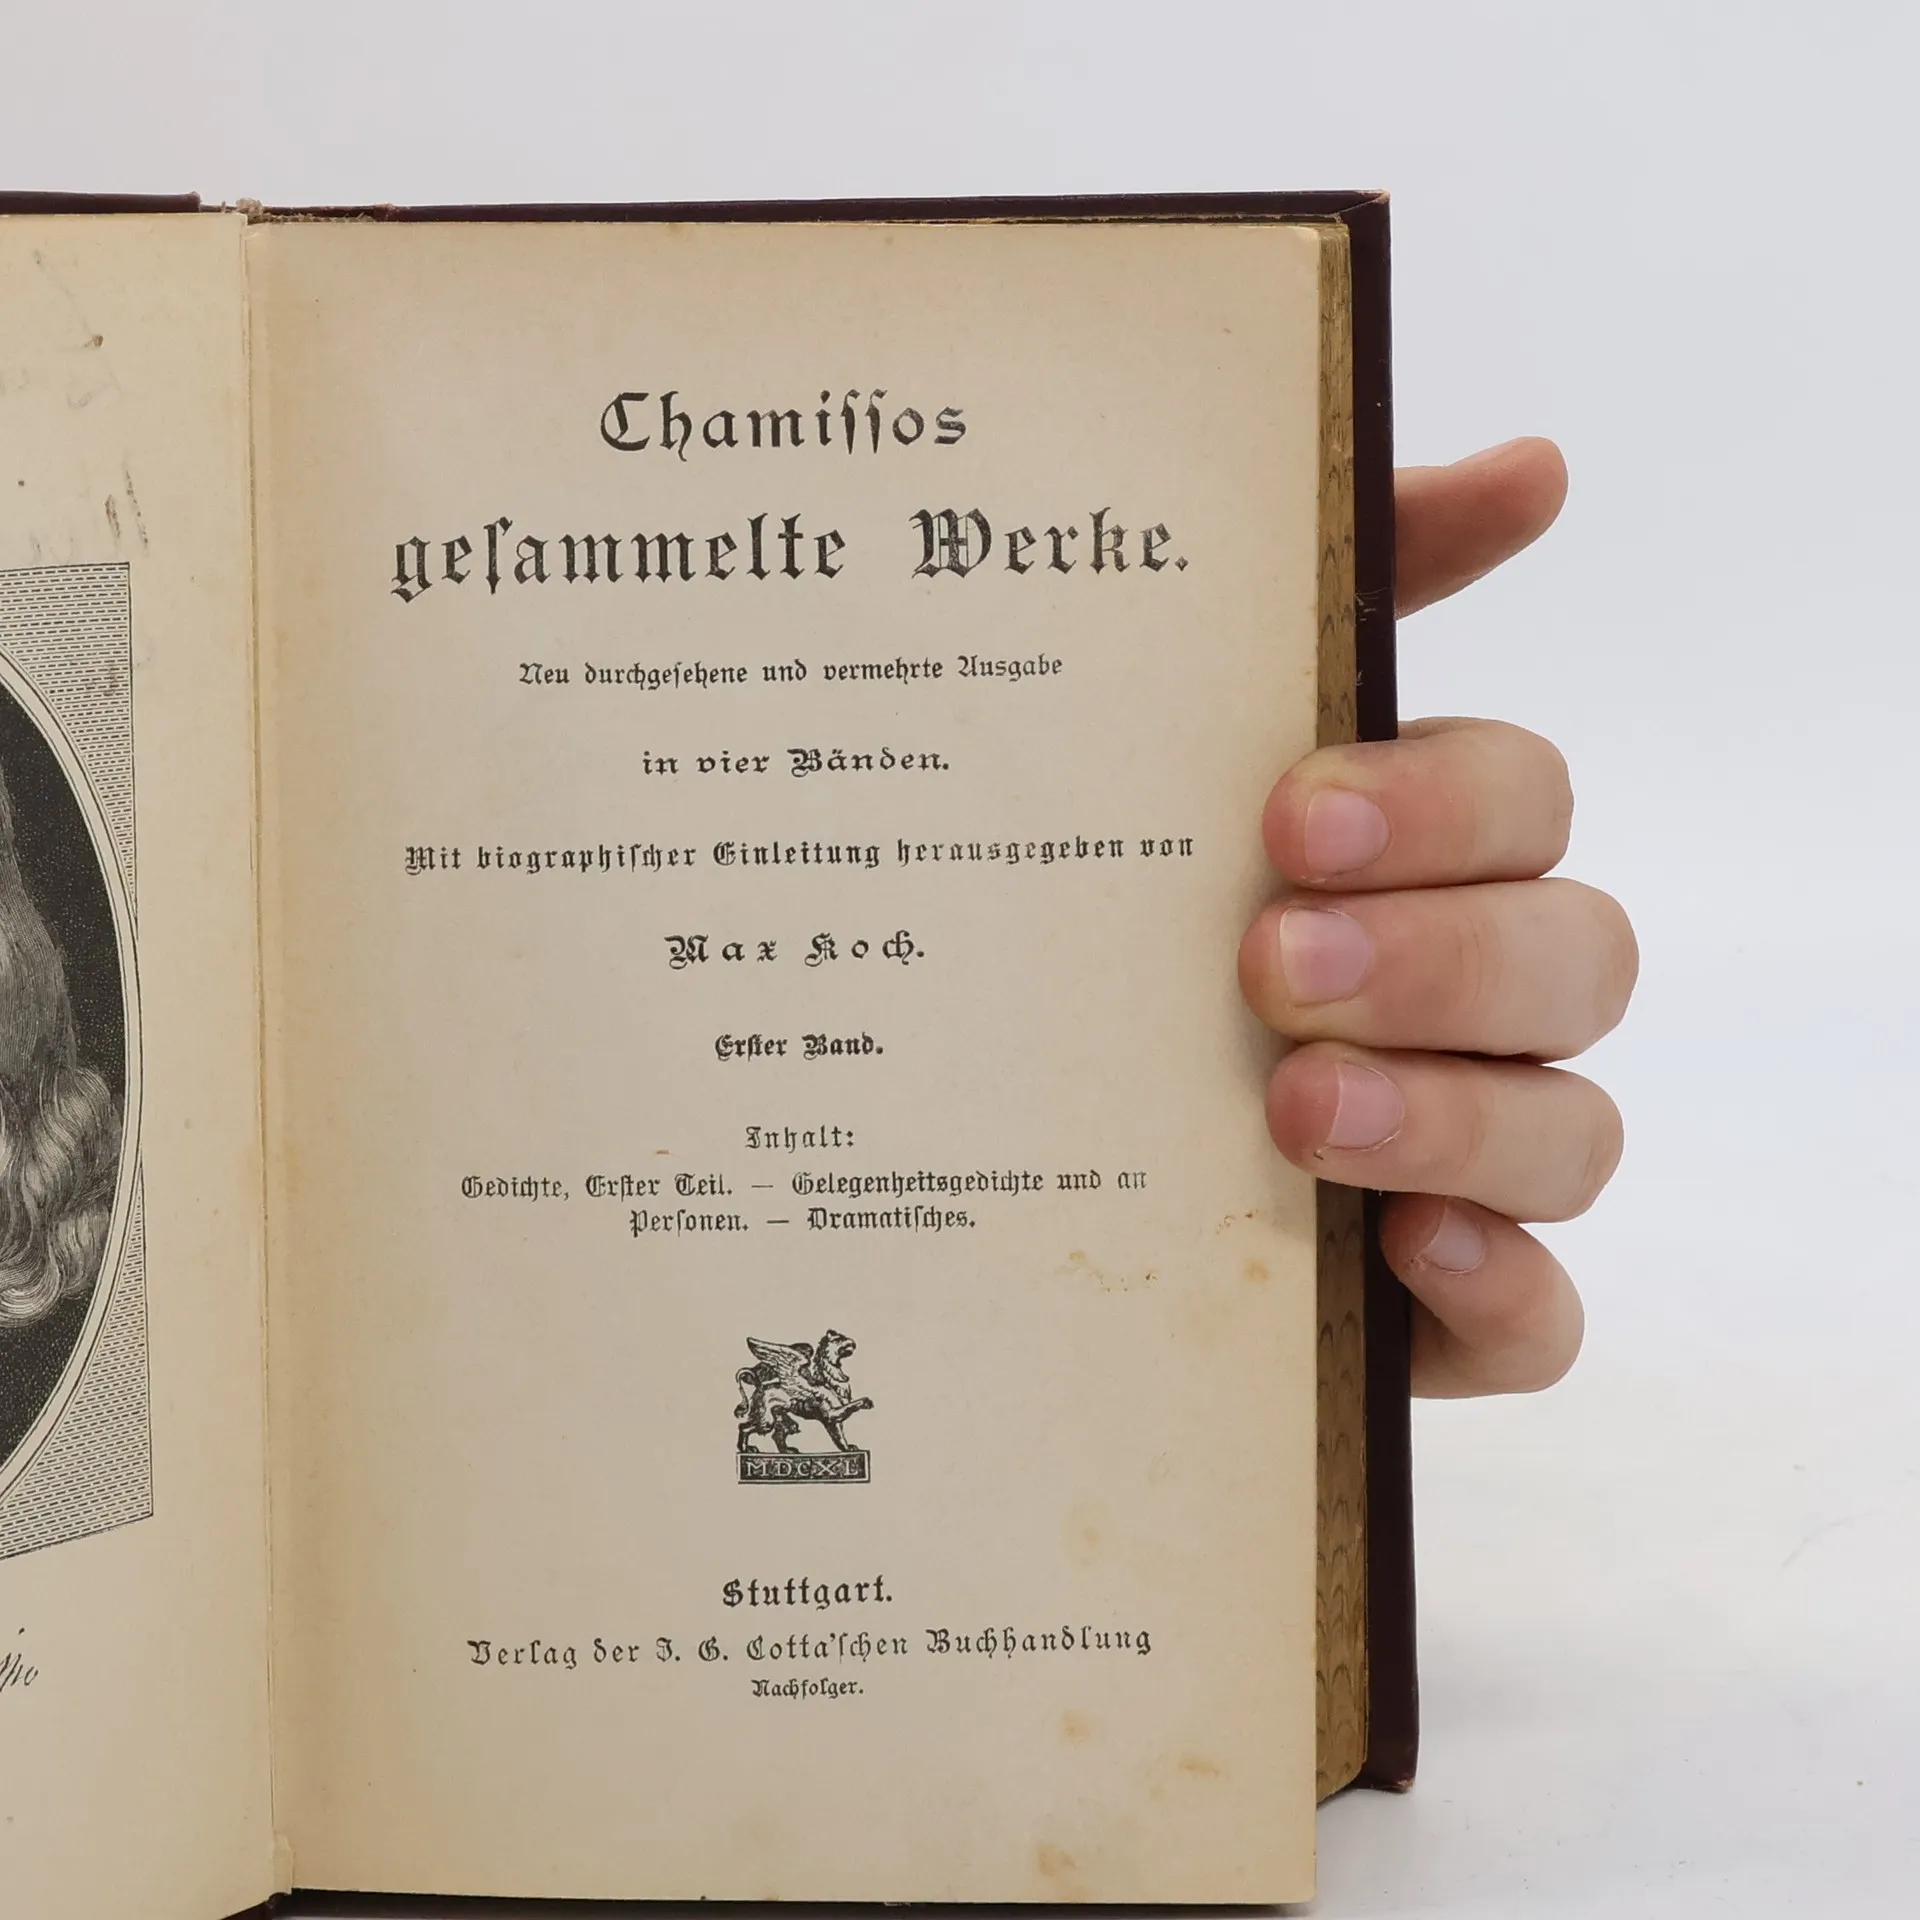 Chamiſſos
geſammelte Werke.
Neu durchgeſehene und vermehrte Ausgabe
in vier Bänden.
Mit biographiſcher Einleitung herausgegeben von
Max Koch.
Erſter Band.
Inhalt:
Gedichte, Erſter Teil. — Gelegenheitsgedichte und an
Perſonen. — Dramatiſches.
MDCXL
Stuttgart.
Verlag der J. G. Cotta'ſchen Buchhandlung
Nachfolger.